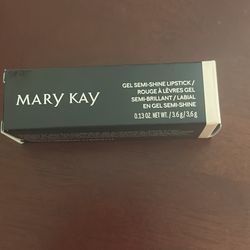 MARY KAY
GEL SEMI-SHINE LIPSTICK /
ROUGE À LÈVRES GEL
SEMI-BRILLANT / LABIAL
EN GEL SEMI-SHINE
0.13 OZ. NET WT. / 3.6 g / 3,6 g